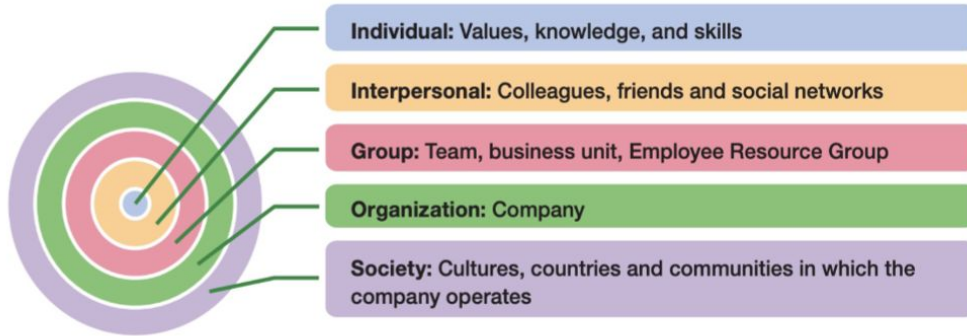 Individual: Values, knowledge, and skills
Interpersonal: Colleagues, friends and social networks
Group: Team, business unit, Employee Resource Group
Organization: Company
Society: Cultures, countries and communities in which the
company operates